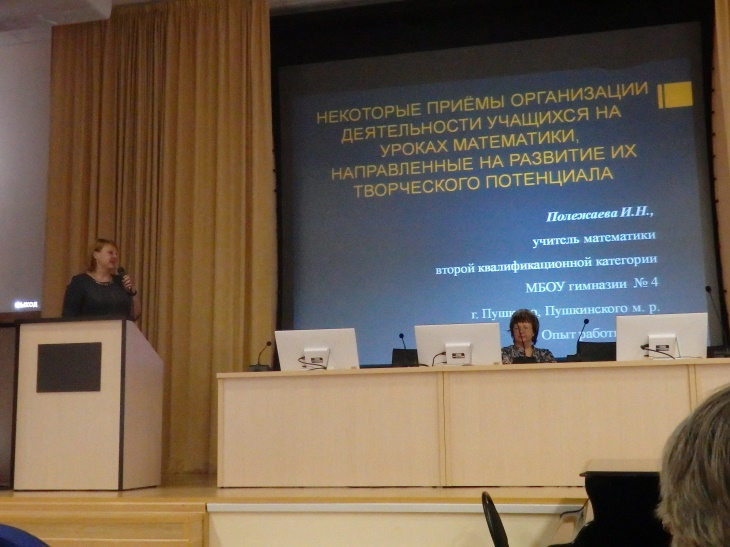 НЕКОТОРЫЕ ПРИЁМЫ ОРГАНИЗАЦИИ
ДЕЯТЕЛЬНОСТИ УЧАЩИХСЯ НА
УРОКАХ МАТЕМАТИКИ,
НАПРАВЛЕННЫЕ НА РАЗВИТИЕ ИХ
ТВОРЧЕСКОГО ПОТЕНЦИАЛА
Полежаева И.Н.,
учитель математики
второй квалификационной категории
МБОУ гимназии № 4
г. Пушкинского м. р.
Опыт
ВЫХОД